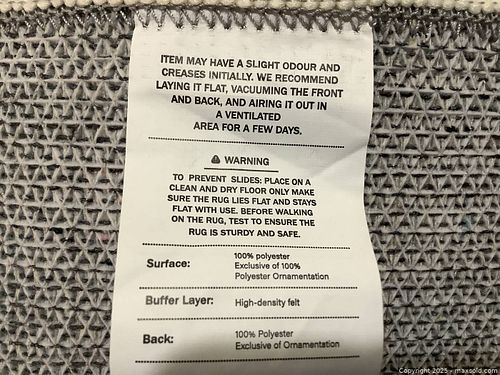 ITEM MAY HAVE A SLIGHT ODOUR AND
CREASES INITIALLY. WE RECOMMEND
LAYING IT FLAT, VACUUMING THE FRONT
AND BACK, AND AIRING IT OUT IN
A VENTILATED
AREA FOR A FEW DAYS.
WARNING
TO PREVENT SLIDES: PLACE ON A
CLEAN AND DRY FLOOR ONLY MAKE
SURE THE RUG LIES FLAT AND STAYS
FLAT WITH USE. BEFORE WALKING
ON THE RUG, TEST TO ENSURE THE
RUG IS STURDY AND SAFE.
Surface: 100% polyester
Exclusive of 100%
Polyester Ornamentation
Buffer Layer: High-density felt
Back: 100% Polyester
Exclusive of Ornamentation
Copyright 2025 - maxsold.com